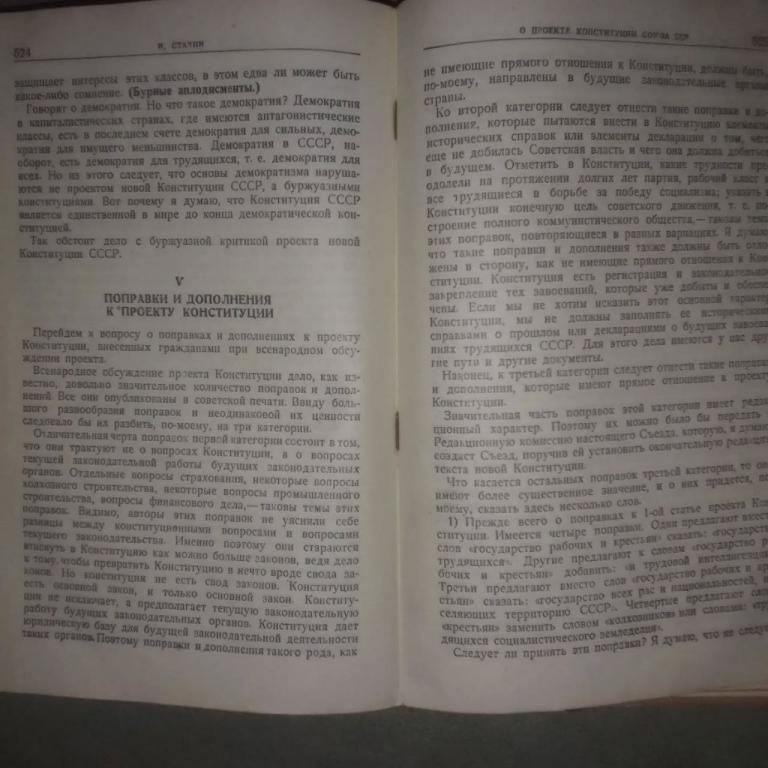 524
И. СТАЛИН
защищает интересы этих классов, в этом едва ли может быть
какое-либо сомнение. (Бурные аплодисменты.)
Говорят о демократии. Но что такое демократия? Демократия
в капиталистических странах, где имеются антагонистические
классы, есть в последнем счете демократия для сильных, демо-
кратия для имущего меньшинства. Демократия в СССР, на-
оборот, есть демократия для трудящихся, т. е. демократия для
всех. Но из этого следует, что основы демократизма наруша-
ются не проектом новой Конституции СССР, а буржуазными
конституциями. Вот почему я думаю, что Конституция СССР
является единственной в мире до конца демократической кон-
ституцией.
Так обстоит дело с буржуазной критикой проекта новой
Конституции СССР.
V
ПОПРАВКИ И ДОПОЛНЕНИЯ
К ПРОЕКТУ КОНСТИТУЦИИ
Перейдем к вопросу о поправках и дополнениях к проекту
Конституции, внесенных гражданами при всенародном обсу-
ждении проекта.
Всенародное обсуждение проекта Конституции дало, как из-
вестно, довольно значительное количество поправок и допол-
нений. Все они опубликованы в советской печати. Ввиду боль-
шого разнообразия поправок и неодинаковой их ценности
следовало бы их разбить, по-моему, на три категории.
Отличительная черта поправок первой категории состоит в том,
что они трактуют не о вопросах Конституции, а о вопросах
текущей законодательной работы будущих законодательных
органов. Отдельные вопросы страхования, некоторые вопросы
колхозного строительства, некоторые вопросы промышленного
строительства, вопросы финансового дела,— таковы темы этих
поправок. Видимо, авторы этих поправок не уяснили себе
разницы между конституционными вопросами и вопросами
текущего законодательства. Именно поэтому они стараются
втиснуть в Конституцию как можно больше законов, ведя дело
к тому, чтобы превратить Конституцию в нечто вроде свода за-
конов. Но конституция не есть свод законов. Конституция
есть основной закон, и только основной закон. Конститу-
ция не исключает, а предполагает текущую законодательную
работу будущих законодательных органов. Конституция дает
юридическую базу для будущей законодательной деятельности
таких органов. Поэтому поправки и дополнения такого рода, как
О ПРОЕКТЕ КОНСТИТУЦИИ СОЮЗА ССР
не имеющие прямого отношения к Конституции, должны быть,
по-моему, направлены в будущие законодательные органы
страны.
Ко второй категории следует отнести такие поправки и до-
полнения, которые пытаются внести в Конституцию элементы
исторических справок или элементы декларации о том, чего
еще не добилась Советская власть и чего она должна добиться
в будущем. Отметить в Конституции, какие трудности пре-
одолели на протяжении долгих лет партия, рабочий класс и
все трудящиеся в борьбе за победу социализма; указать в
Конституции конечную цель советского движения, т. е. по-
строение полного коммунистического общества,— таковы темы
этих поправок, повторяющиеся в разных вариациях. Я думаю,
что такие поправки и дополнения также должны быть отло-
жены в сторону, как не имеющие прямого отношения к Кон-
ституции. Конституция есть регистрация и законодательное
закрепление тех завоеваний, которые уже добыты и обеспе-
чены. Если мы не хотим исказить этот основной характер
Конституции, мы не должны заполнять ее историческими
справками о прошлом или декларациями о будущих завоева-
ниях трудящихся СССР. Для этого дела имеются у нас дру-
гие пути и другие документы.
Наконец, к третьей категории следует отнести такие поправки
и дополнения, которые имеют прямое отношение к проекту
Конституции.
Значительная часть поправок этой категории имеет редак-
ционный характер. Поэтому их можно было бы передать в
Редакционную комиссию настоящего Съезда, которую, я думаю,
создаст Съезд, поручив ей установить окончательную редакцию
текста новой Конституции.
Что касается остальных поправок третьей категории, то они
имеют более существенное значение, и о них придется, по-
моему, сказать здесь несколько слов.
1) Прежде всего о поправках к 1-ой статье проекта Кон-
ституции. Имеется четыре поправки. Одни предлагают вместо
слов «государство рабочих и крестьян» сказать: «государство
трудящихся». Другие предлагают к словам «государство ра-
бочих и крестьян» добавить: «и трудовой интеллигенции».
Третьи предлагают вместо слов «государство рабочих и кре-
стьян» сказать: «государство всех рас и национальностей, на-
селяющих территорию СССР». Четвертые предлагают слово
«крестьян» заменить словом «колхозников» или словами: «тру-
дящихся социалистического земледелия».
Следует ли принять эти поправки? Я думаю, что не следует.